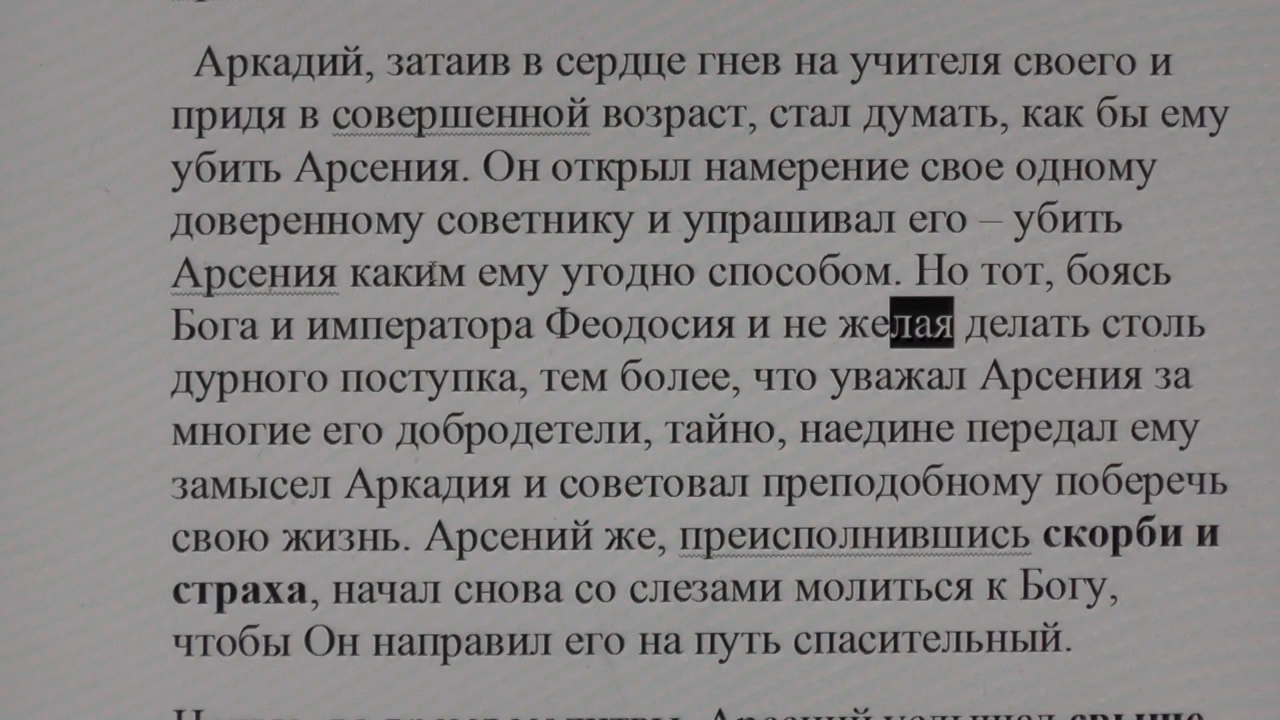 Аркадий, затаив в сердце гнев на учителя своего и
придя в совершенной возраст, стал думать, как бы ему
убить Арсения. Он открыл намерение свое одному
доверенному советнику и упрашивал его – убить
Арсения каким ему угодно способом. Но тот, боясь
Бога и императора Феодосия и не желая делать столь
дурного поступка, тем более, что уважал Арсения за
многие его добродетели, тайно, наедине передал ему
замысел Аркадия и советовал преподобному поберечь
свою жизнь. Арсений же, преисполнившись скорби и
страха, начал снова со слезами молиться к Богу,
чтобы Он направил его на путь спасительный.